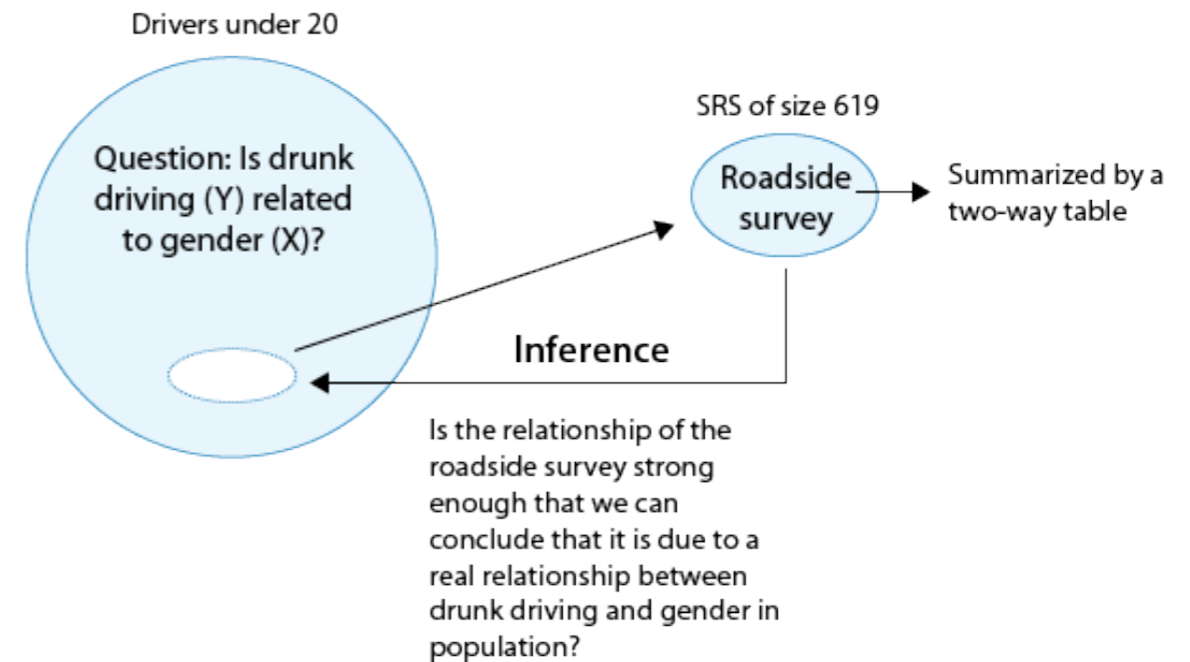 Drivers under 20
Question: Is drunk
driving (Y) related
to gender (X)?
SRS of size 619
Roadside
survey
Summarized by a
two-way table
Inference
Is the relationship of the
roadside survey strong
enough that we can
conclude that it is due to a
real relationship between
drunk driving and gender in
population?